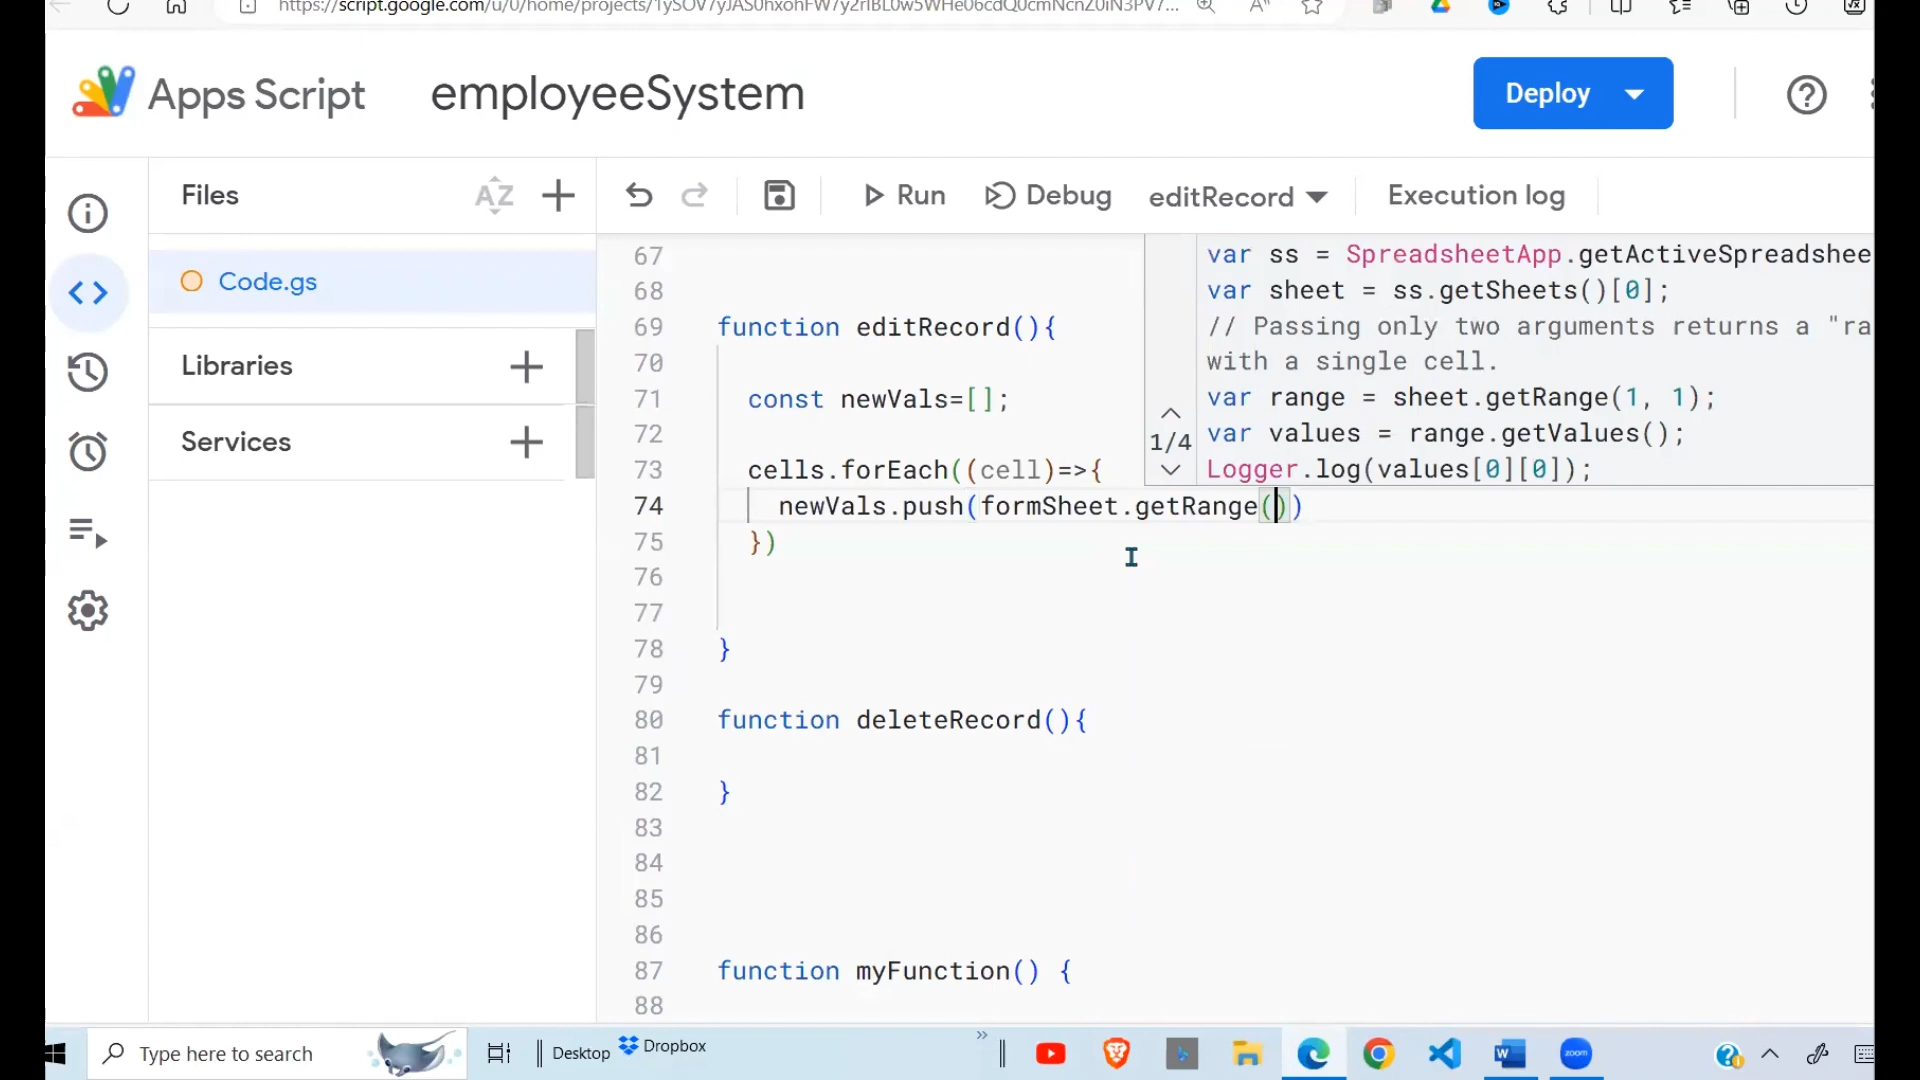 Apps Script
employeeSystem
Deploy
Files
AZ
Run
Debug
editRecord
Execution log
Code.gs
Libraries
Services
67
68
69 function editRecord(){
70
71 const newVals=[];
72
73 cells.forEach((cell)=>{
74 newVals.push(formSheet.getRange())
75 })
76
77
78 }
79
80 function deleteRecord(){
81
82 }
83
84
85
86
87 function myFunction() {
88
1/4
var ss = SpreadsheetApp.getActiveSpreadshee
var sheet = ss.getSheets()[0];
// Passing only two arguments returns a "ra
with a single cell.
var range = sheet.getRange(1, 1);
var values = range.getValues();
Logger.log(values[0][0]);
Type here to search
Desktop
Dropbox
zoom